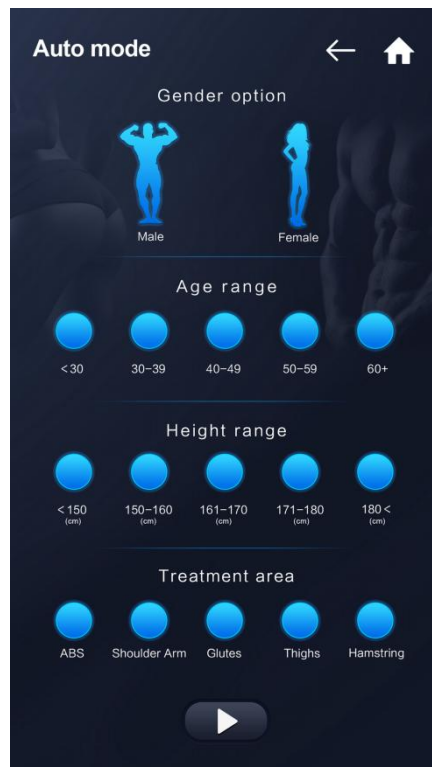 Auto mode
Gender option
Male Female
Age range
<30 30-39 40-49 50-59 60+
Height range
<150 150-160 161-170 171-180 180<
(cm) (cm) (cm) (cm) (cm)
Treatment area
ABS Shoulder Arm Glutes Thighs Hamstring